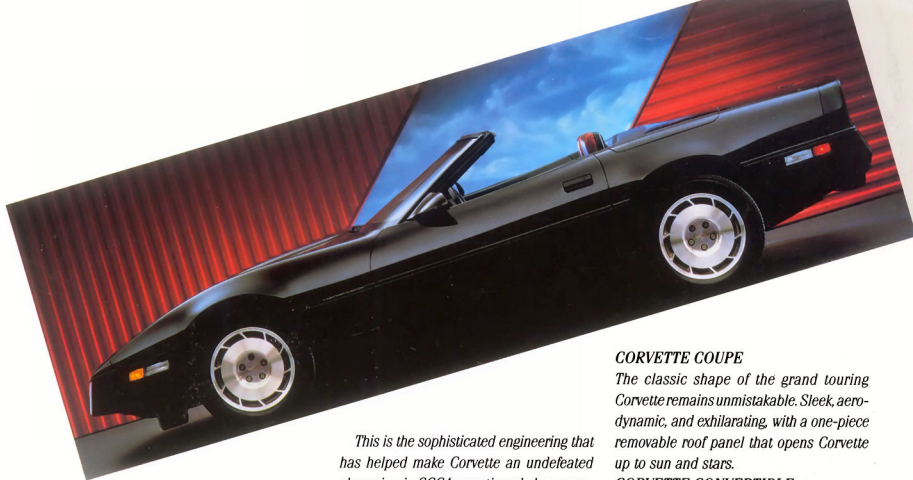 This is the sophisticated engineering that
has helped make Corvette an undefeated
CORVETTE COUPE
The classic shape of the grand touring
Corvette remains unmistakable. Sleek, aero-
dynamic, and exhilarating, with a one-piece
removable roof panel that opens Corvette
up to sun and stars.
CORVETTE CONVERTIBLE